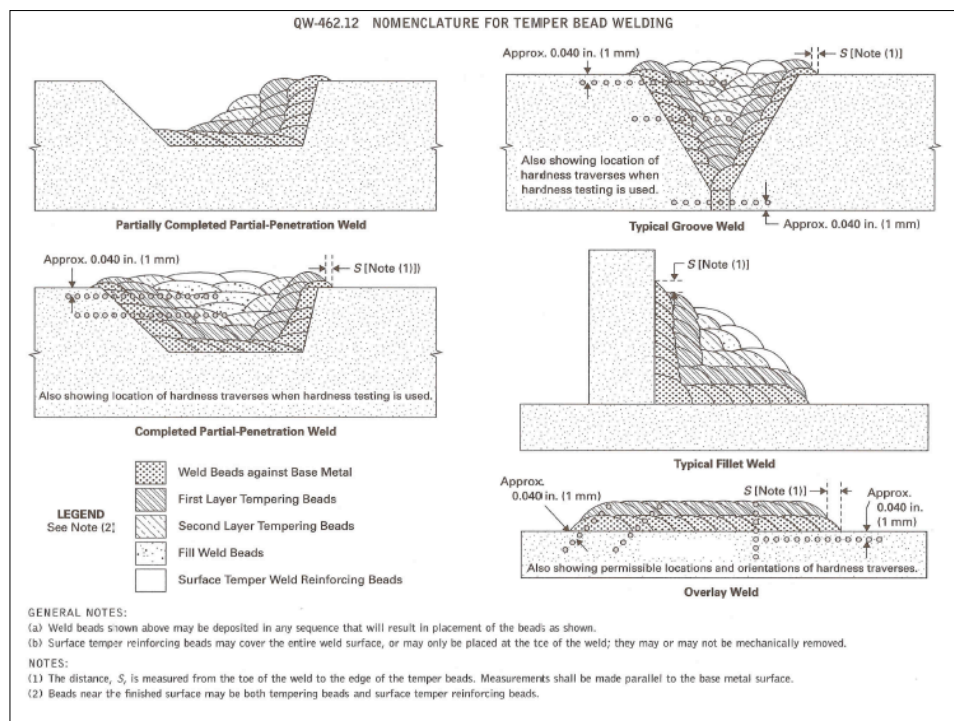 QW-462.12 NOMENCLATURE FOR TEMPER BEAD WELDING
Partially Completed Partial-Penetration Weld
Approx. 0.040 in. (1 mm)
S [Note (1)]
Also showing location of
hardness traverses when
hardness testing is used.
Typical Groove Weld
Approx. 0.040 in. (1 mm)
Approx. 0.040 in. (1 mm)
S [Note (1)])
Also showing location of hardness traverses when hardness testing is used.
Completed Partial-Penetration Weld
S [Note (1)]
Typical Fillet Weld
LEGEND
See Note (2)
Weld Beads against Base Metal
First Layer Tempering Beads
Second Layer Tempering Beads
Fill Weld Beads
Surface Temper Weld Reinforcing Beads
Approx.
0.040 in. (1 mm)
S [Note (1)]
Approx.
0.040 in.
(1 mm)
Also showing permissible locations and orientations of hardness traverses.
Overlay Weld
GENERAL NOTES:
(a) Weld beads shown above may be deposited in any sequence that will result in placement of the beads as shown.
(b) Surface temper reinforcing beads may cover the entire weld surface, or may only be placed at the toe of the weld; they may or may not be mechanically removed.
NOTES:
(1) The distance, S, is measured from the toe of the weld to the edge of the temper beads. Measurements shall be made parallel to the base metal surface.
(2) Beads near the finished surface may be both tempering beads and surface temper reinforcing beads.